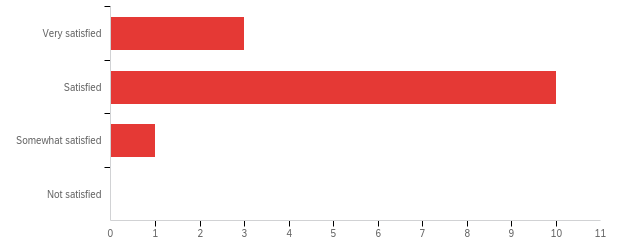 Very satisfied
Satisfied
Somewhat satisfied
Not satisfied
0 1 2 3 4 5 6 7 8 9 10 11